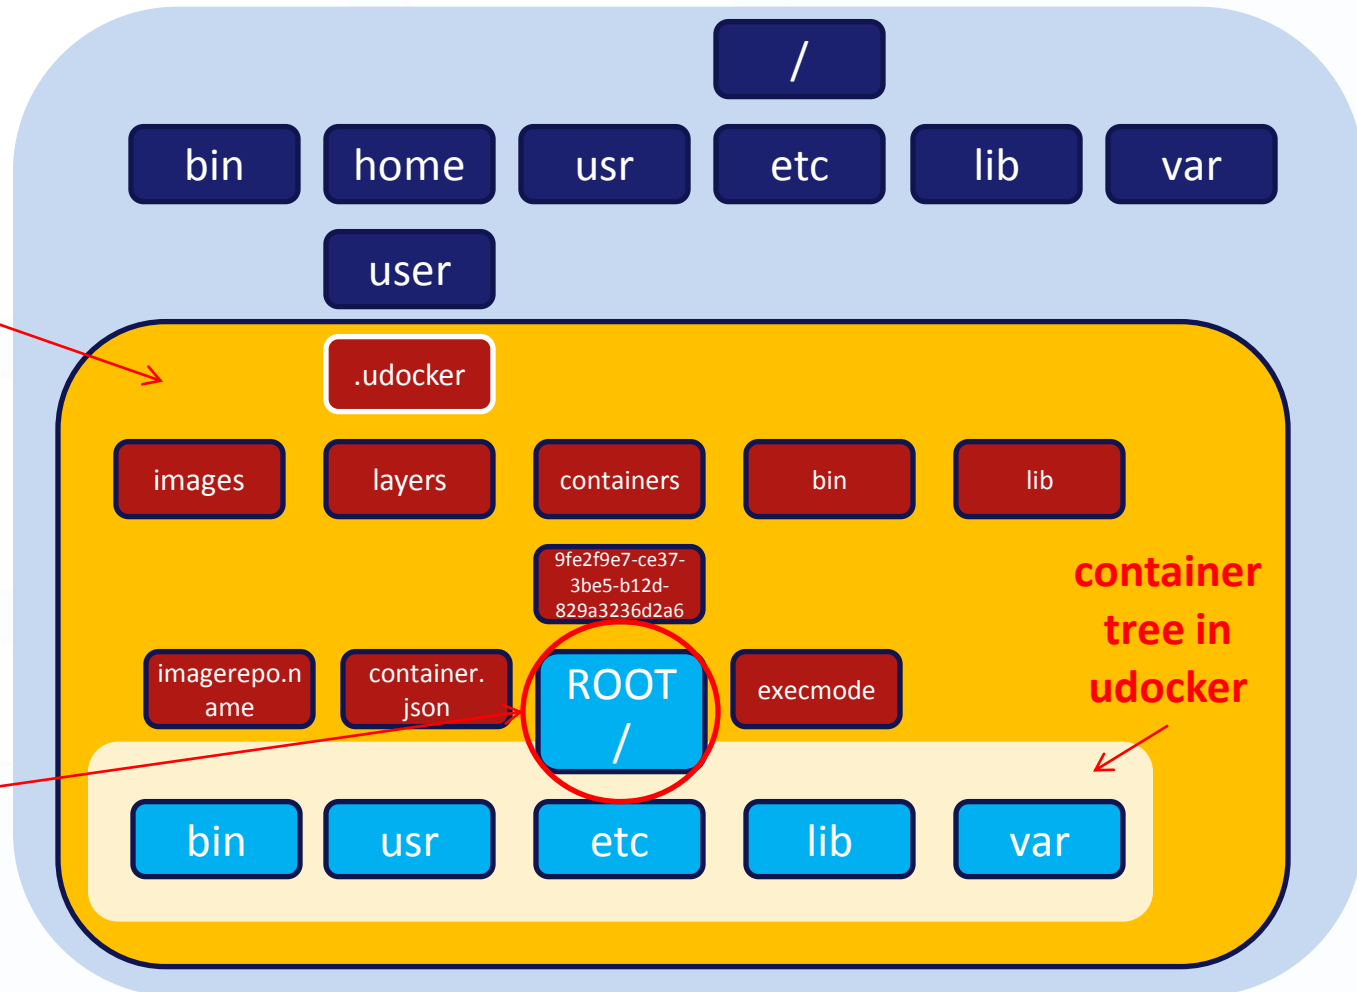 /
bin
home
usr
etc
lib
var
user
.udocker
images
layers
containers
bin
lib
9fe2f9e7-ce37-
3be5-b12d-
829a3236d2a6
container
tree in
udocker
imagerepo.n
ame
container.
json
ROOT
/
execmode
bin
usr
etc
lib
var